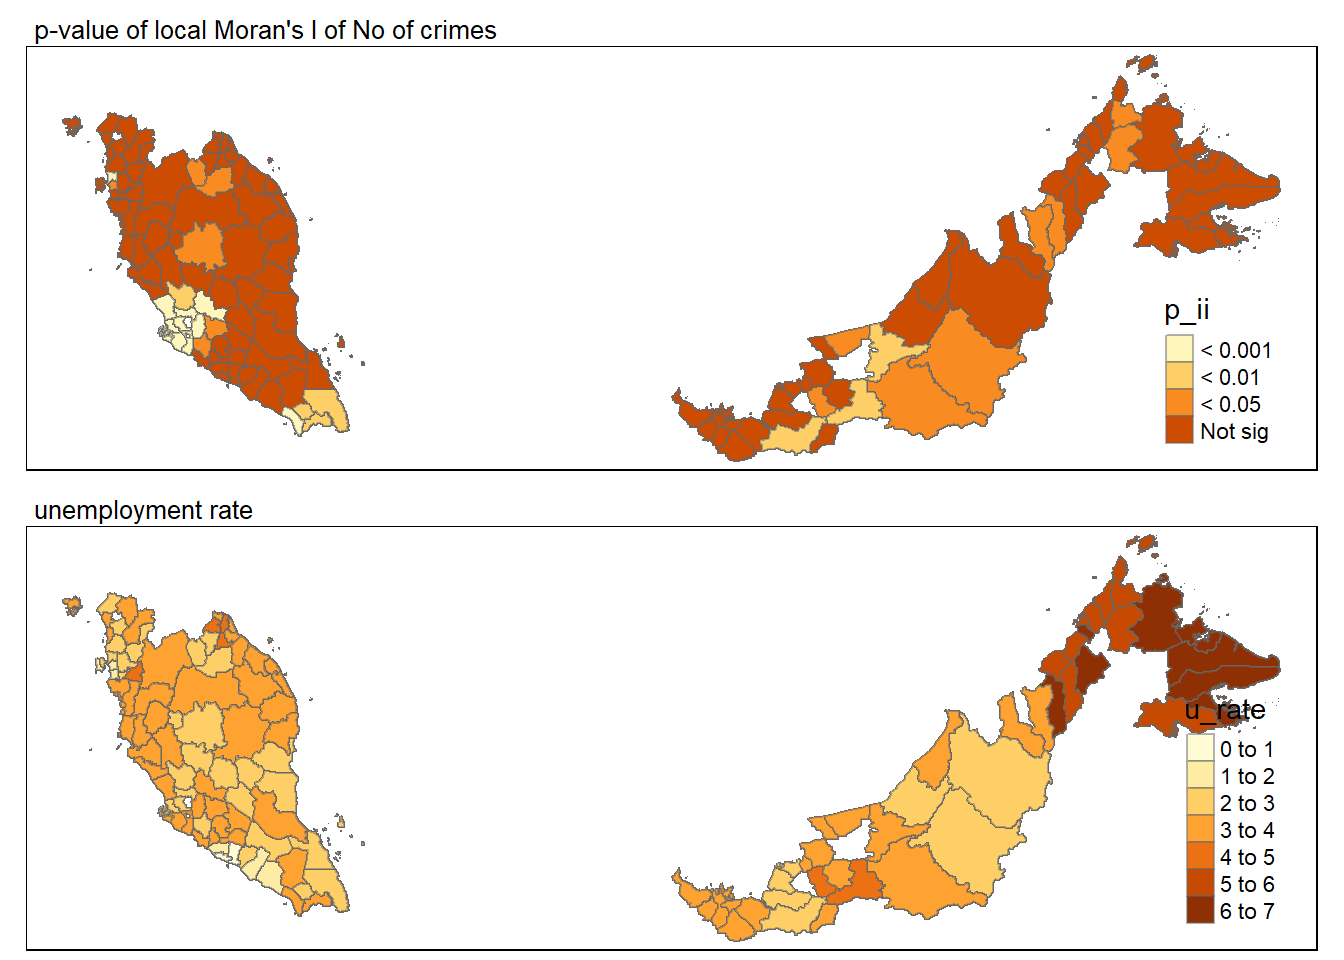 p-value of local Moran's I of No of crimes
p_ii
< 0.001
< 0.01
< 0.05
Not sig
unemployment rate
u_rate
0 to 1
1 to 2
2 to 3
3 to 4
4 to 5
5 to 6
6 to 7